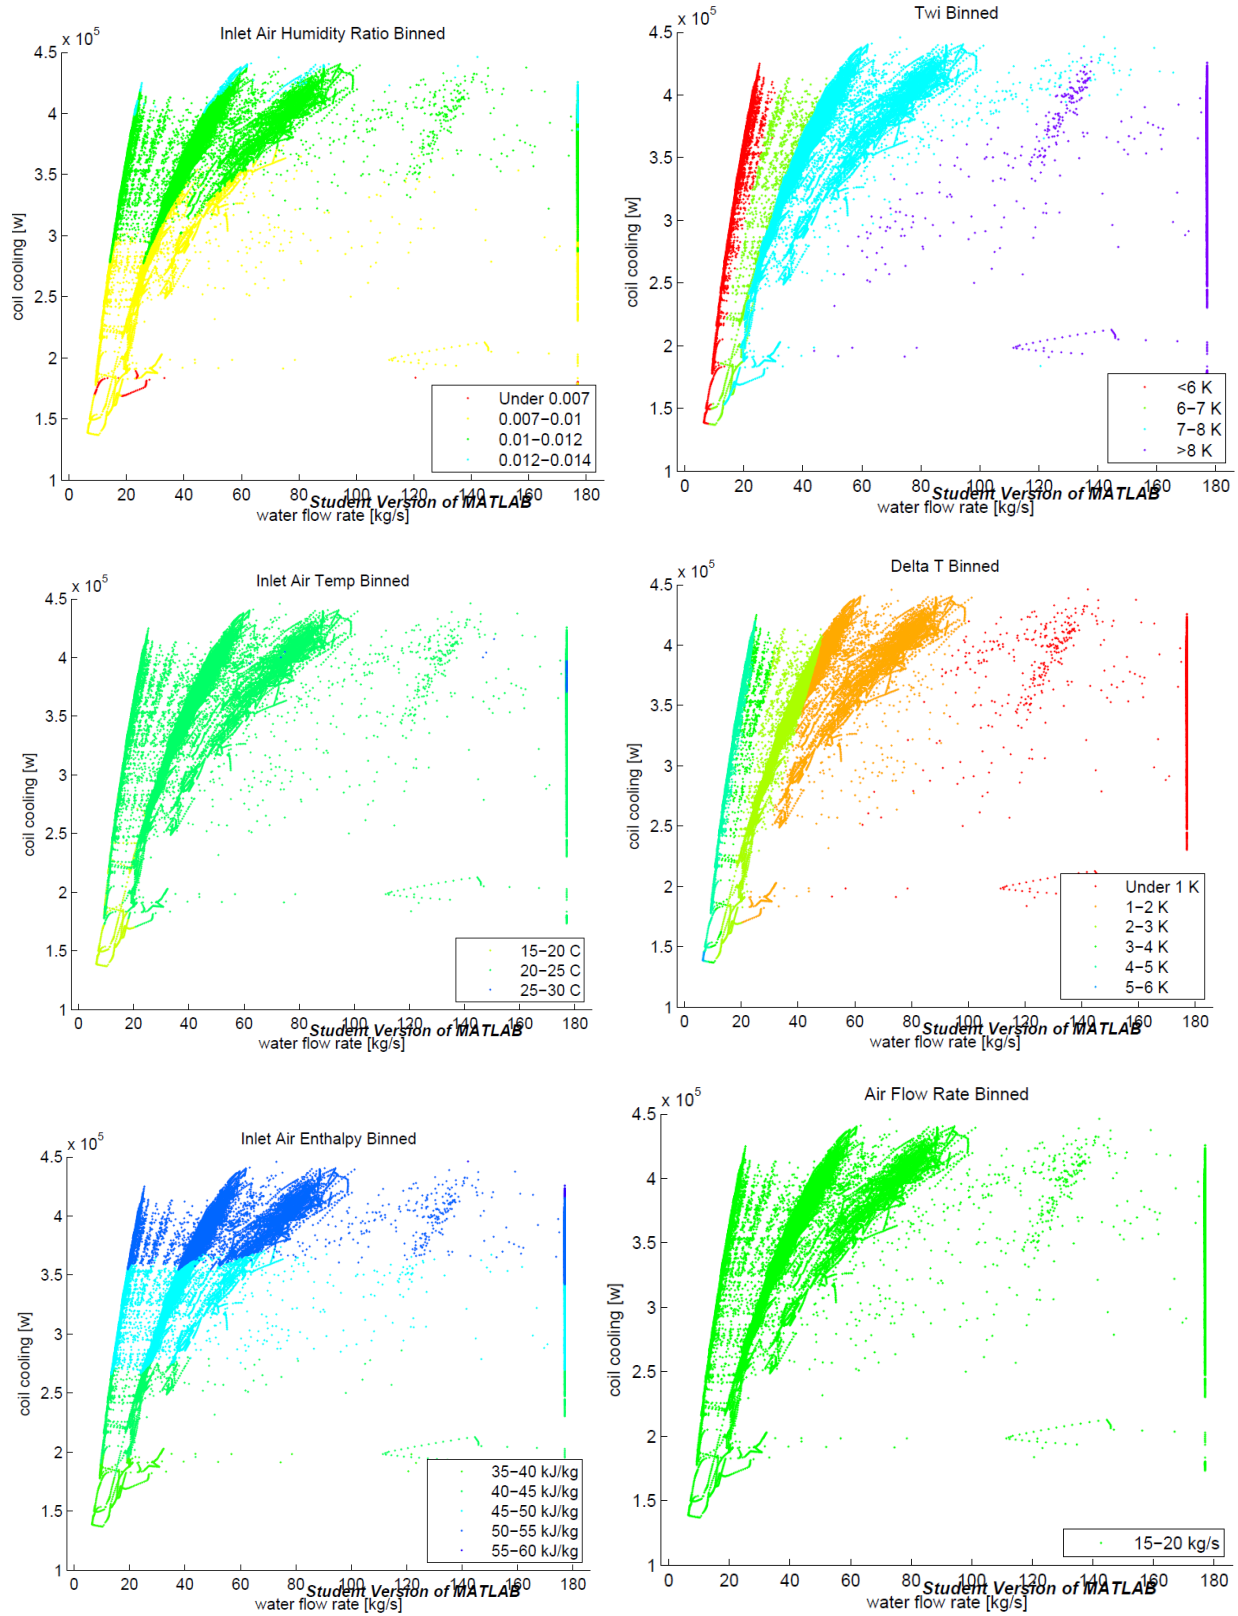 Inlet Air Humidity Ratio Binned
x 10^5
4.5
4
3.5
3
2.5
2
1.5
1
coil cooling [w]
Under 0.007
0.007−0.01
0.01−0.012
0.012−0.014
0 20 40 60 80 100 120 140 160 180
Student Version of MATLAB
water flow rate [kg/s]
Twi Binned
x 10^5
4.5
4
3.5
3
2.5
2
1.5
1
coil cooling [w]
<6 K
6−7 K
7−8 K
>8 K
0 20 40 60 80 100 120 140 160 180
Student Version of MATLAB
water flow rate [kg/s]
Inlet Air Temp Binned
x 10^5
4.5
4
3.5
3
2.5
2
1.5
1
coil cooling [w]
15−20 C
20−25 C
25−30 C
0 20 40 60 80 100 120 140 160 180
Student Version of MATLAB
water flow rate [kg/s]
Delta T Binned
x 10^5
4.5
4
3.5
3
2.5
2
1.5
1
coil cooling [w]
Under 1 K
1−2 K
2−3 K
3−4 K
4−5 K
5−6 K
0 20 40 60 80 100 120 140 160 180
Student Version of MATLAB
water flow rate [kg/s]
Inlet Air Enthalpy Binned
x 10^5
4.5
4
3.5
3
2.5
2
1.5
1
coil cooling [w]
35−40 kJ/kg
40−45 kJ/kg
45−50 kJ/kg
50−55 kJ/kg
55−60 kJ/kg
0 20 40 60 80 100 120 140 160 180
Student Version of MATLAB
water flow rate [kg/s]
Air Flow Rate Binned
x 10^5
4.5
4
3.5
3
2.5
2
1.5
1
coil cooling [w]
15−20 kg/s
0 20 40 60 80 100 120 140 160 180
Student Version of MATLAB
water flow rate [kg/s]